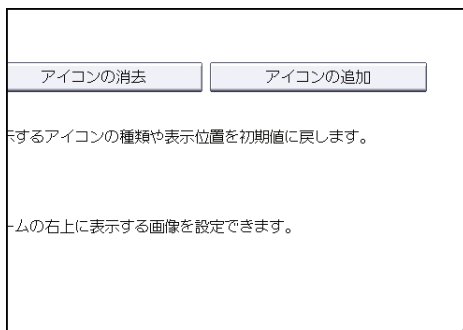 アイコンの消去 アイコンの追加
するアイコンの種類や表示位置を初期値に戻します。
ームの右上に表示する画像を設定できます。